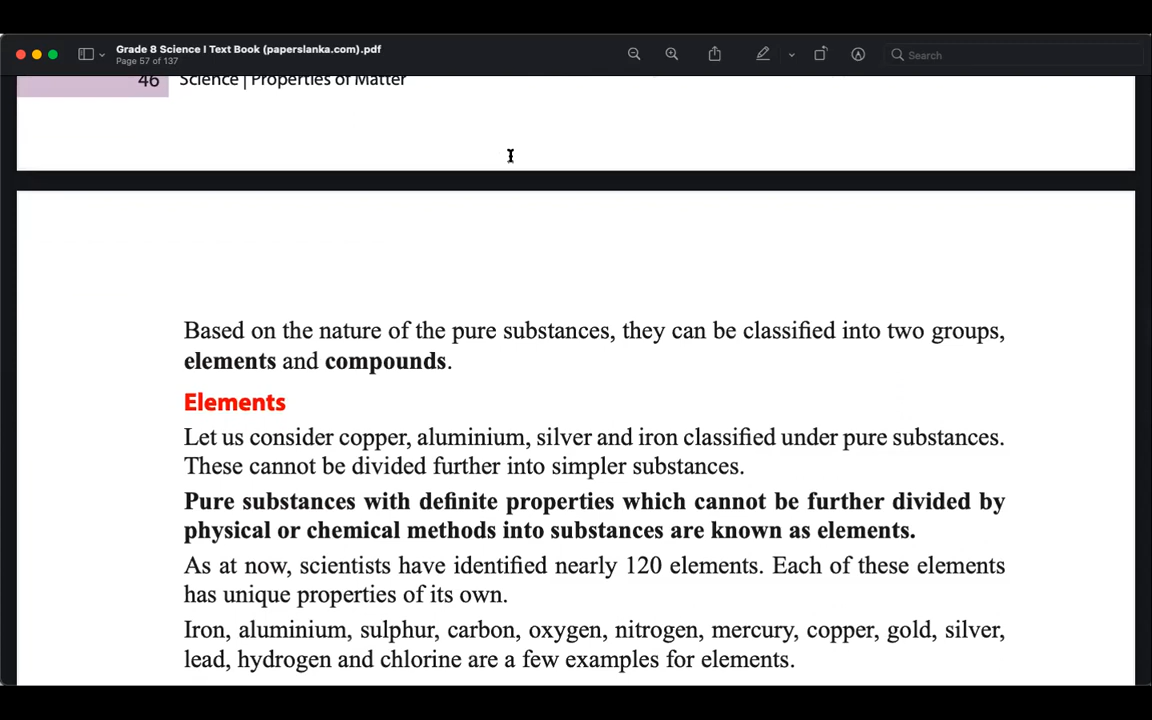 Grade 8 Science I Text Book (paperslanka.com).pdf
Page 57 of 137
Search
46 Science | Properties of Matter
Based on the nature of the pure substances, they can be classified into two groups,
elements and compounds.
Elements
Let us consider copper, aluminium, silver and iron classified under pure substances.
These cannot be divided further into simpler substances.
Pure substances with definite properties which cannot be further divided by
physical or chemical methods into substances are known as elements.
As at now, scientists have identified nearly 120 elements. Each of these elements
has unique properties of its own.
Iron, aluminium, sulphur, carbon, oxygen, nitrogen, mercury, copper, gold, silver,
lead, hydrogen and chlorine are a few examples for elements.